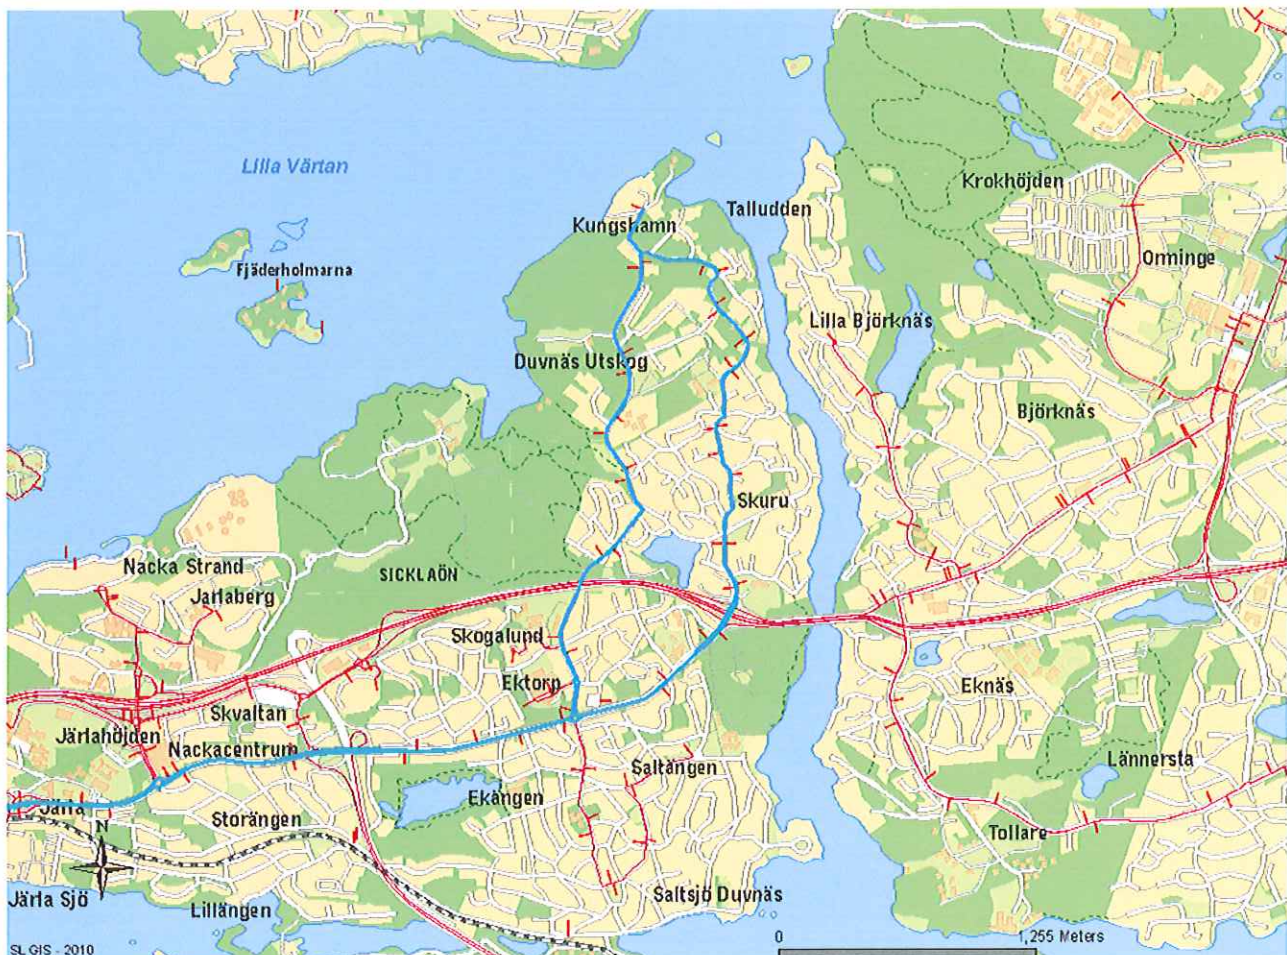 Lilla Värtan
Krokhöjden
Talludden
Kungshamn
Orminge
Fjäderholmarna
Lilla Björknäs
Duvnäs Utskog
Björknäs
Skuru
Nacka Strand
SICKLAÖN
Jarlaberg
Skogalund
Ektorp
Eknäs
Skvaltan
Järlahöjden
Nackacentrum
Lännersta
Saltängen
Ekängen
Järla
Storängen
N
Tollare
Järla Sjö
Saltsjö Duvnäs
Lillängen
0 1,255 Meters
SL GIS - 2010